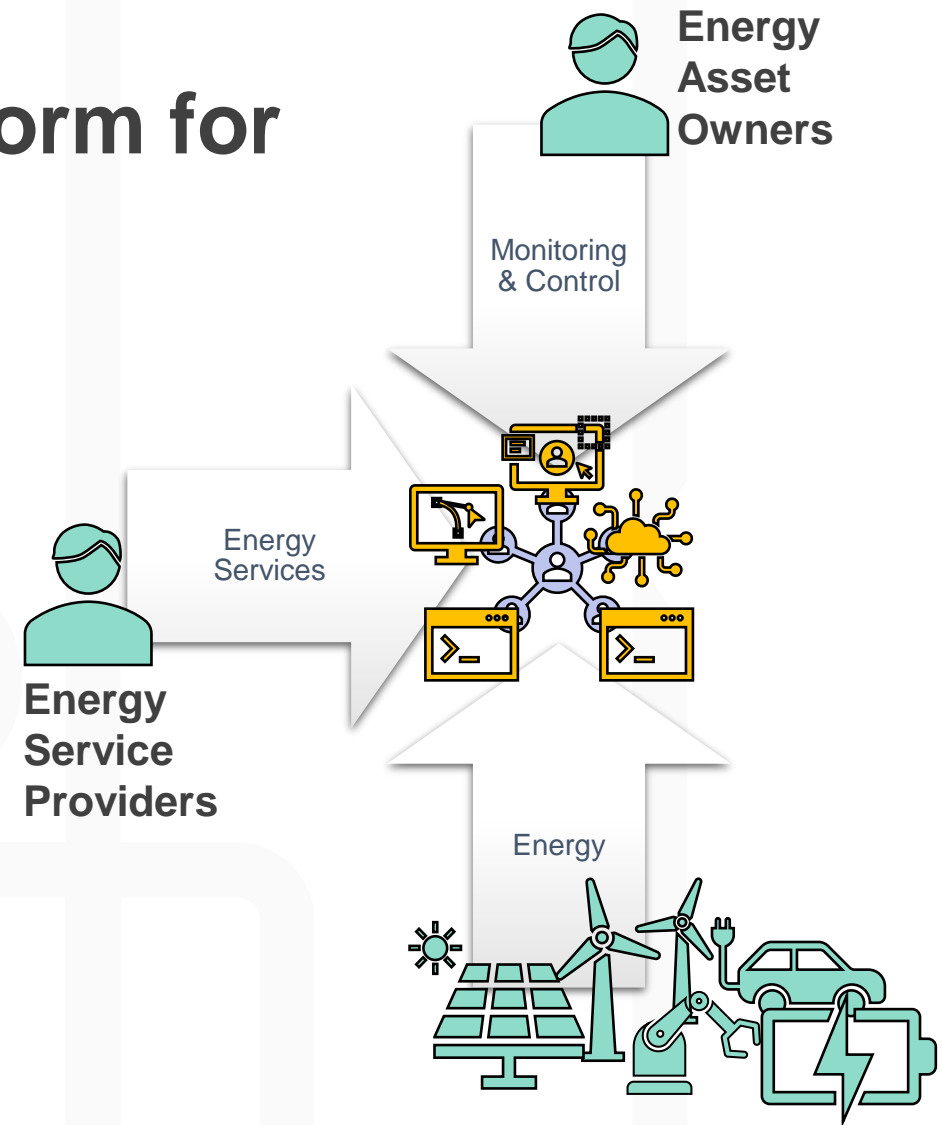 Energy
Asset
Owners
orm for
Monitoring
& Control
Energy
Services
>_
>_
Energy
Service
Providers
Energy